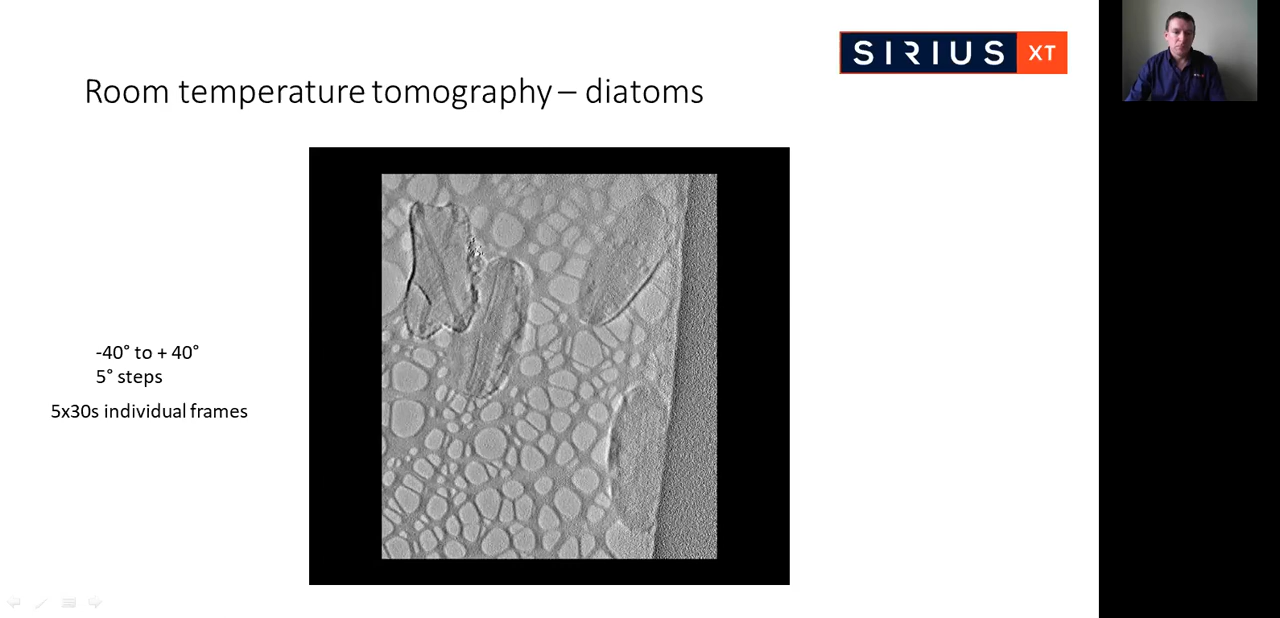 SIRIUS XT
Room temperature tomography – diatoms
-40° to + 40°
5° steps
5x30s individual frames